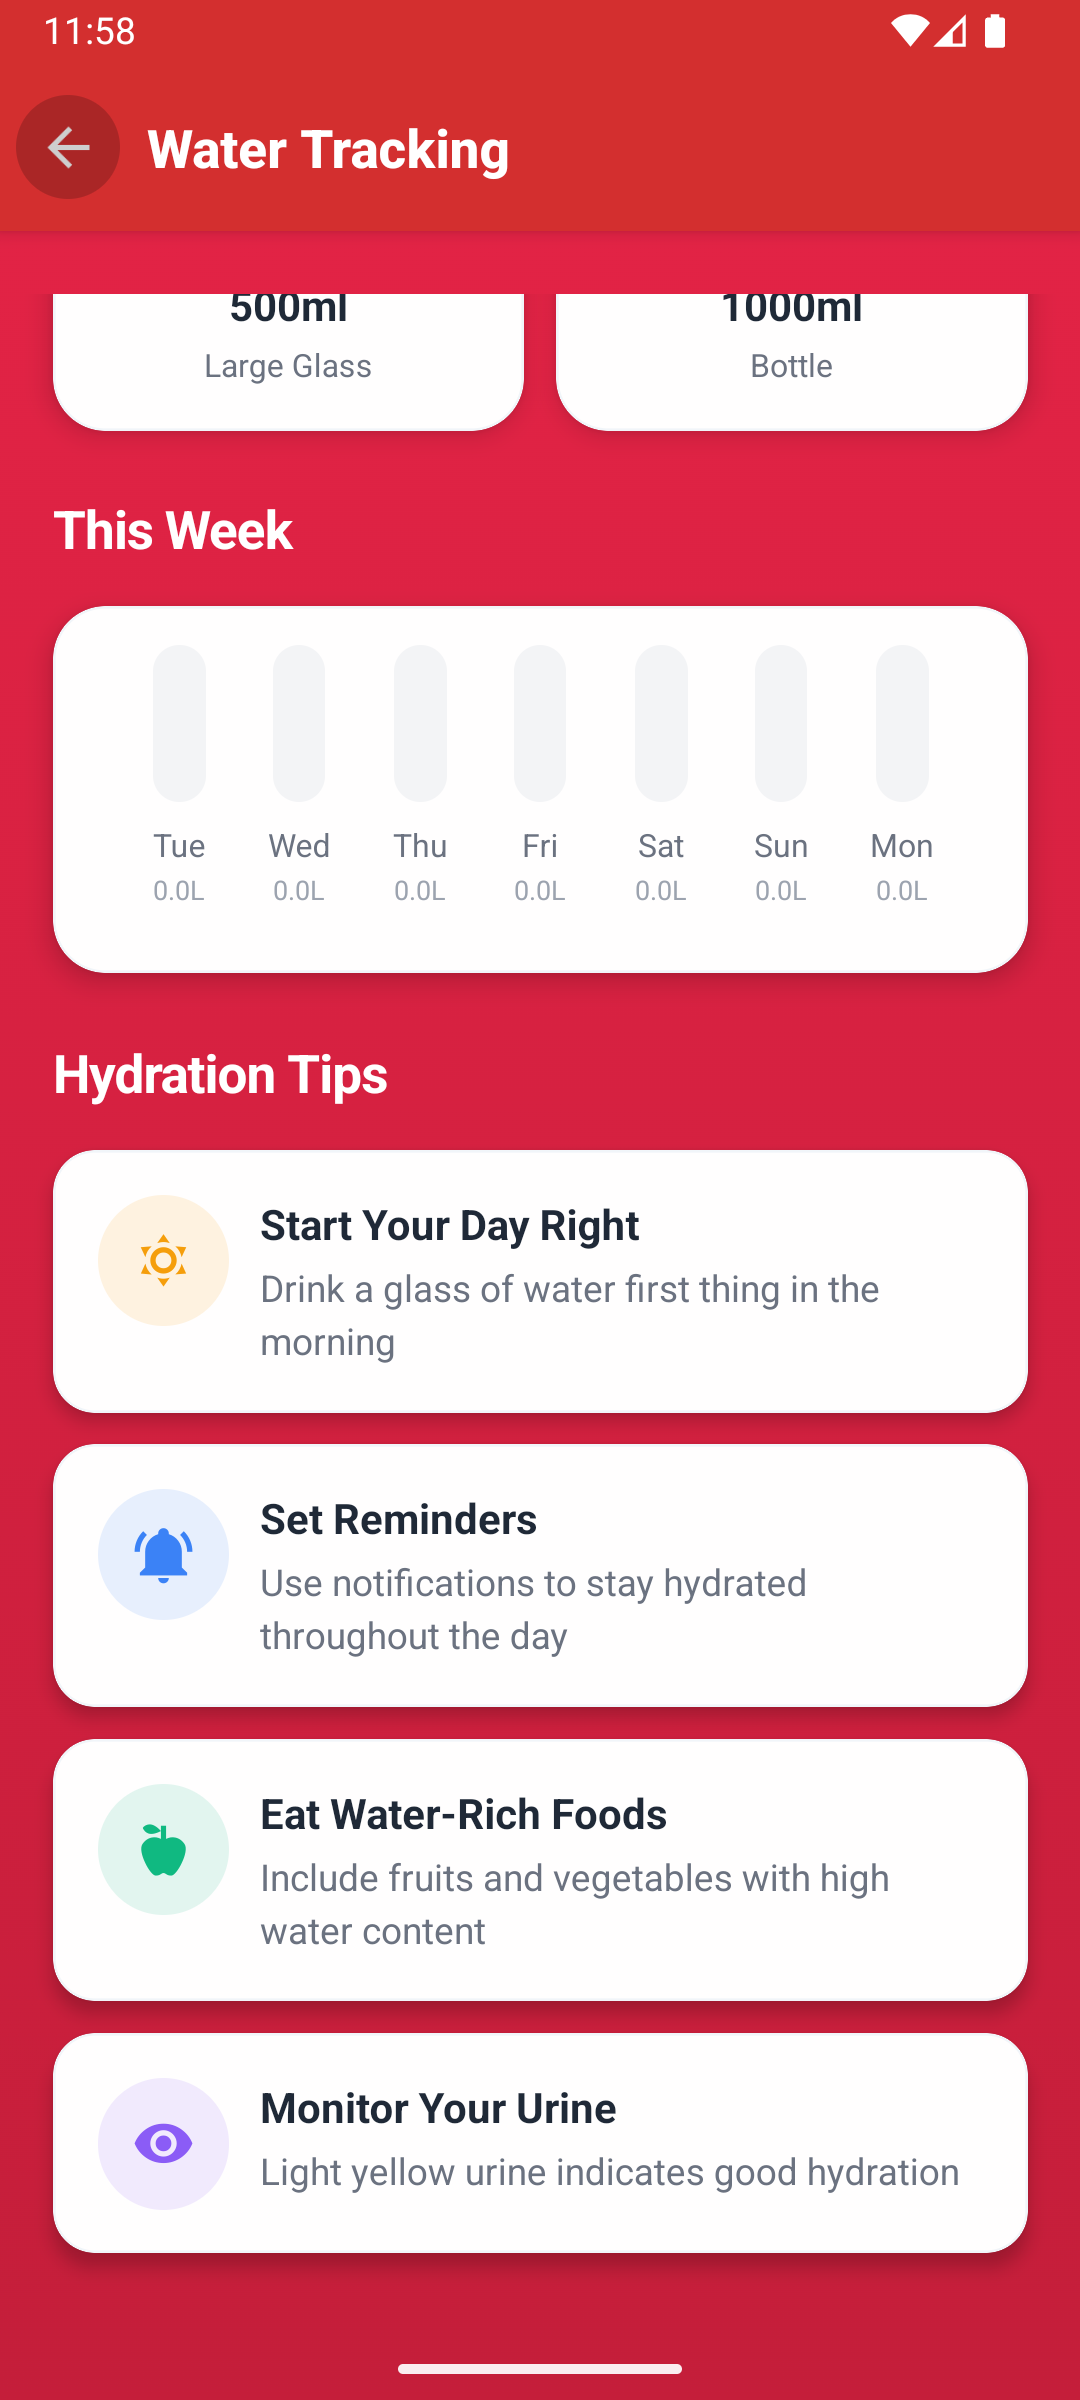 11:58
Water Tracking
500ml
1000ml
Large Glass
Bottle
This Week
Tue Wed Thu Fri Sat Sun Mon
0.0L 0.0L 0.0L 0.0L 0.0L 0.0L 0.0L
Hydration Tips
Start Your Day Right
Drink a glass of water first thing in the
morning
Set Reminders
Use notifications to stay hydrated
throughout the day
Eat Water-Rich Foods
Include fruits and vegetables with high
water content
Monitor Your Urine
Light yellow urine indicates good hydration